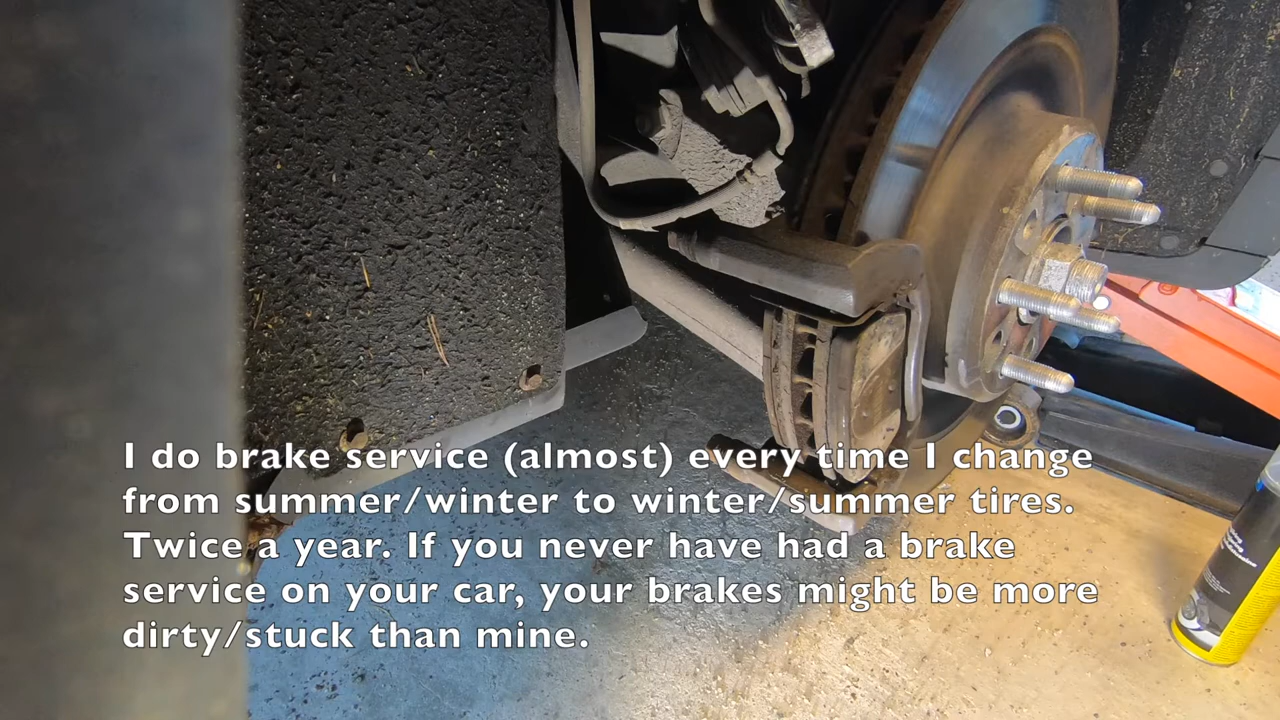 I do brake service (almost) every time I change
from summer/winter to winter/summer tires.
Twice a year. If you never have had a brake
service on your car, your brakes might be more
dirty/stuck than mine.